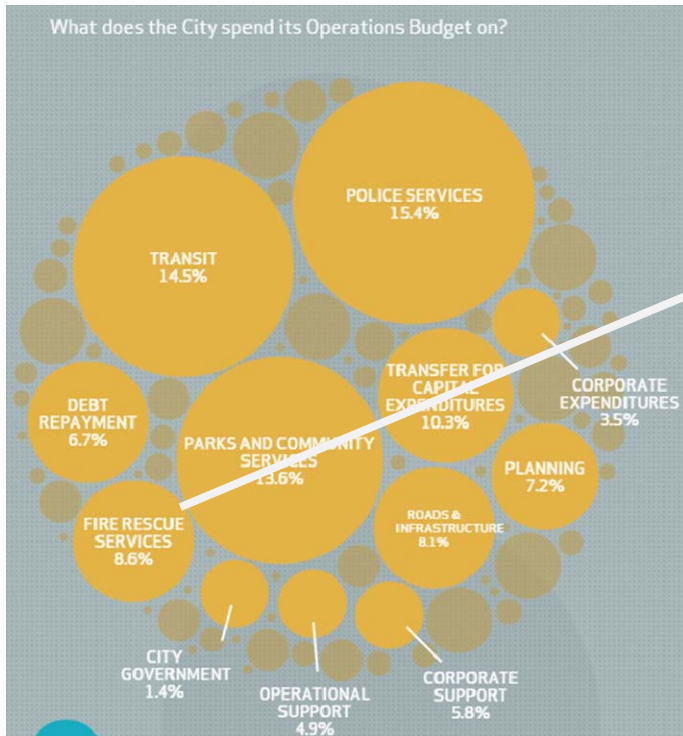 What does the City spend its Operations Budget on?
POLICE SERVICES
15.4%
TRANSIT
14.5%
TRANSFER FOR
CAPITAL
EXPENDITURES
10.3%
CORPORATE
EXPENDITURES
3.5%
DEBT
REPAYMENT
6.7%
PARKS AND COMMUNITY
SERVICES
13.6%
PLANNING
7.2%
FIRE RESCUE
SERVICES
8.6%
ROADS &
INFRASTRUCTURE
8.1%
CITY
GOVERNMENT
1.4%
OPERATIONAL
SUPPORT
4.9%
CORPORATE
SUPPORT
5.8%